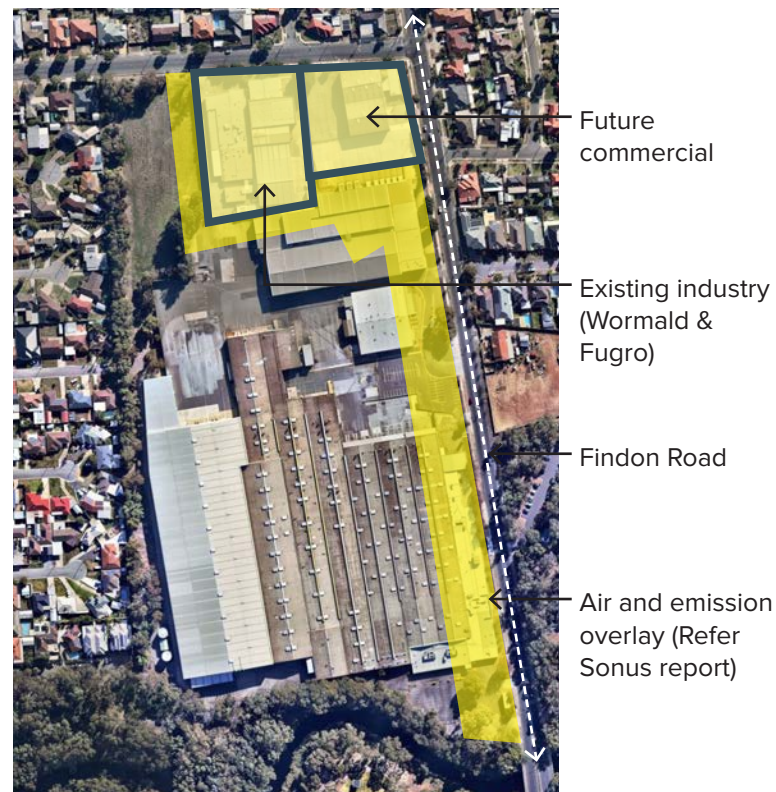 Future
commercial
Existing industry
(Wormald &
Fugro)
Findon Road
Air and emission
overlay (Refer
Sonus report)